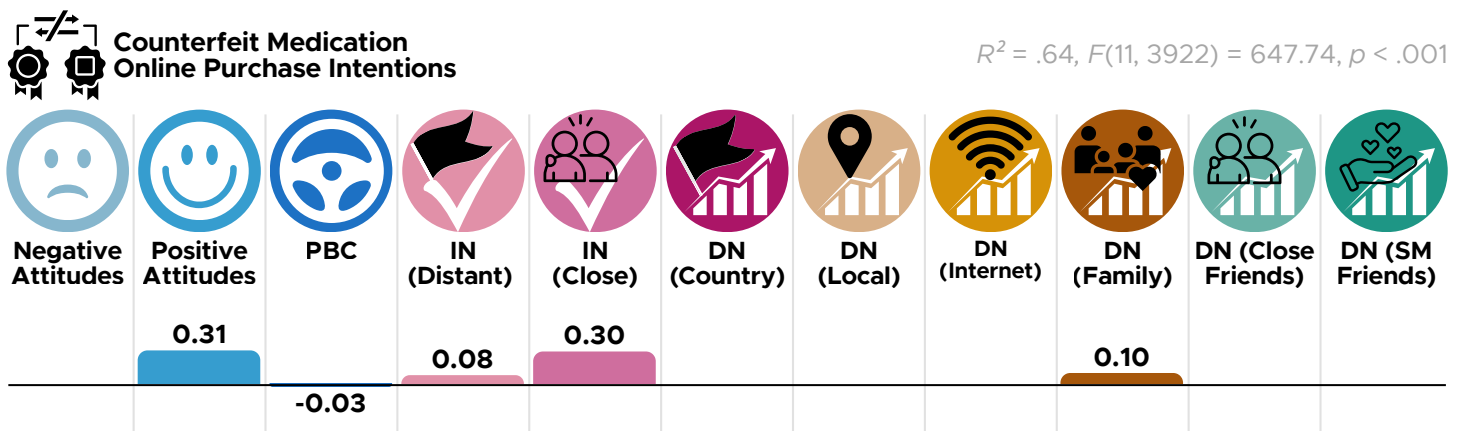 Counterfeit Medication
Online Purchase Intentions
R² = .64, F(11, 3922) = 647.74, p < .001
Negative
Attitudes
Positive
Attitudes
PBC
IN
(Distant)
IN
(Close)
DN
(Country)
DN
(Local)
DN
(Internet)
DN
(Family)
DN (Close
Friends)
DN (SM
Friends)
0.31
-0.03
0.08
0.30
0.10